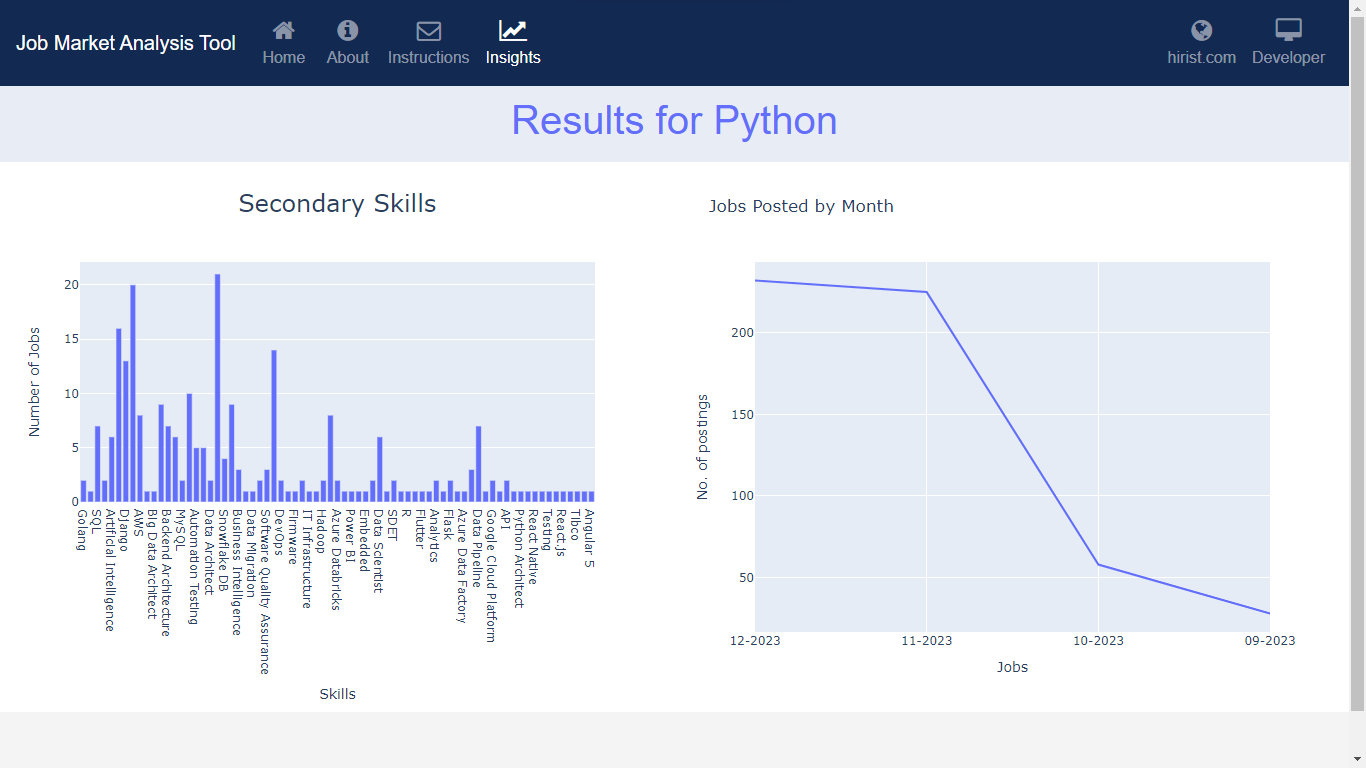 Job Market Analysis Tool
Home
About
Instructions
Insights
hirist.com
Developer
Results for Python
Secondary Skills
Number of Jobs
20
15
10
5
0
Golang
SQL
Artificial Intelligence
Django
AWS
Big Data Architect
Backend Architecture
MySQL
Automation Testing
Data Architect
Snowflake DB
Business Intelligence
Data Migration
Software Quality Assurance
DevOps
Firmware
IT Infrastructure
Hadoop
Azure Databricks
Power BI
Embedded
Data Scientist
SDET
R
Flutter
Analytics
Flask
Azure Data Factory
Data Pipeline
Google Cloud Platform
API
Python Architect
React Native
Testing
React.js
Tibco
Angular 5
Skills
Jobs Posted by Month
No. of postings
200
150
100
50
12-2023
11-2023
10-2023
09-2023
Jobs